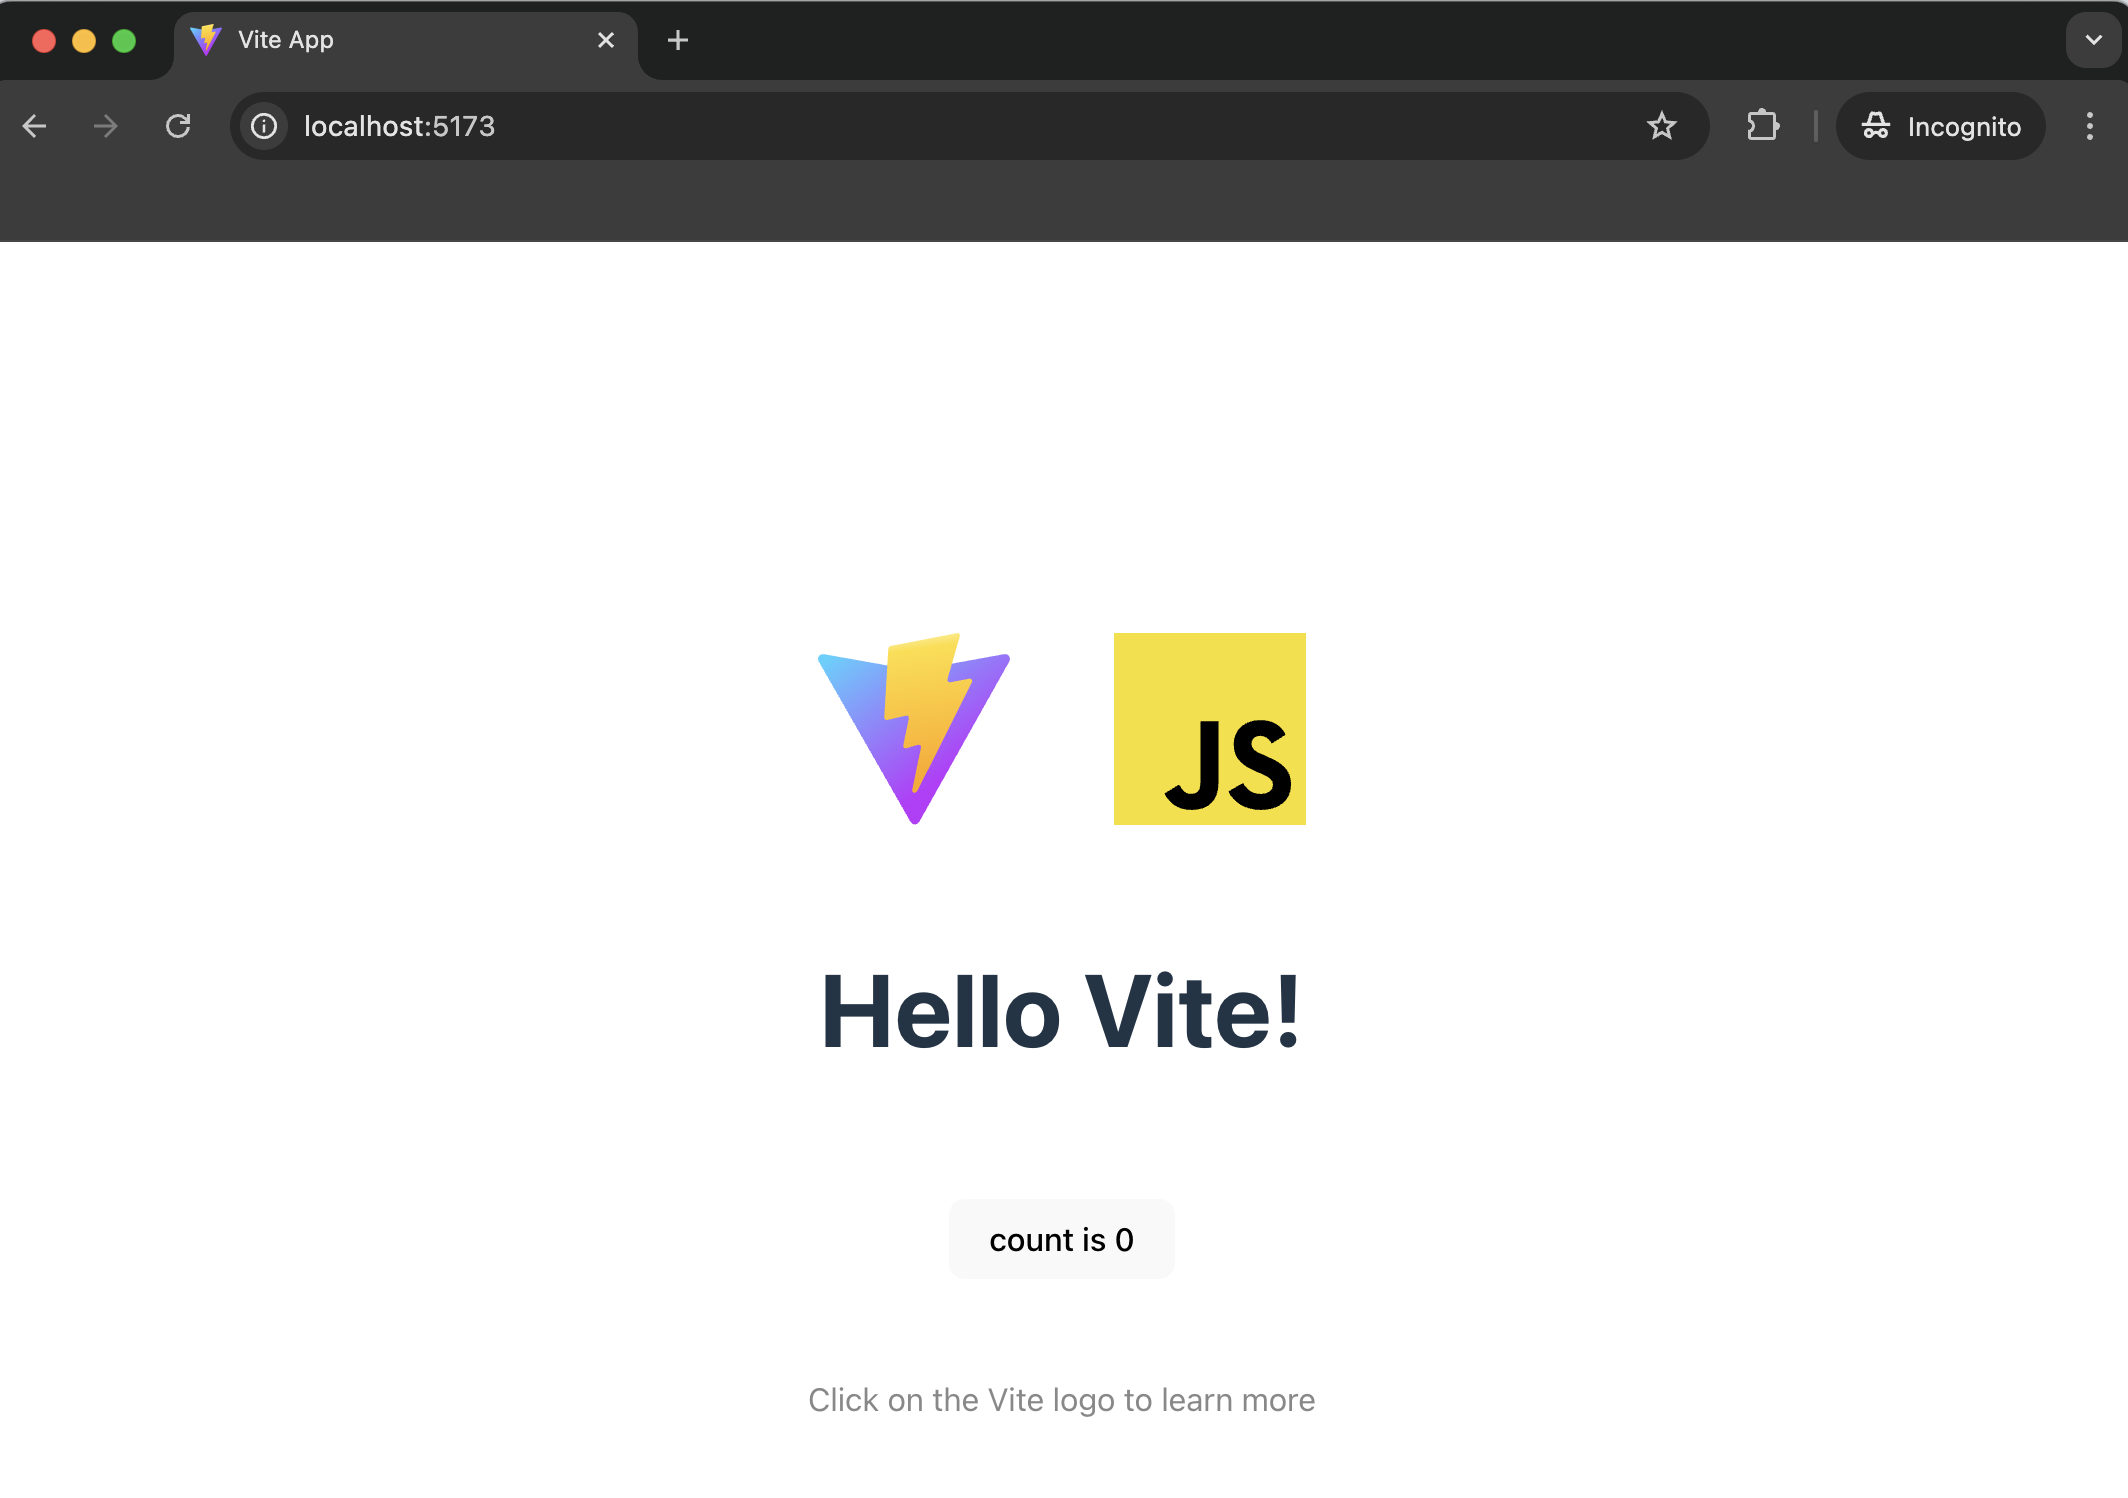 Vite App
localhost:5173
Incognito
JS
Hello Vite!
count is 0
Click on the Vite logo to learn more